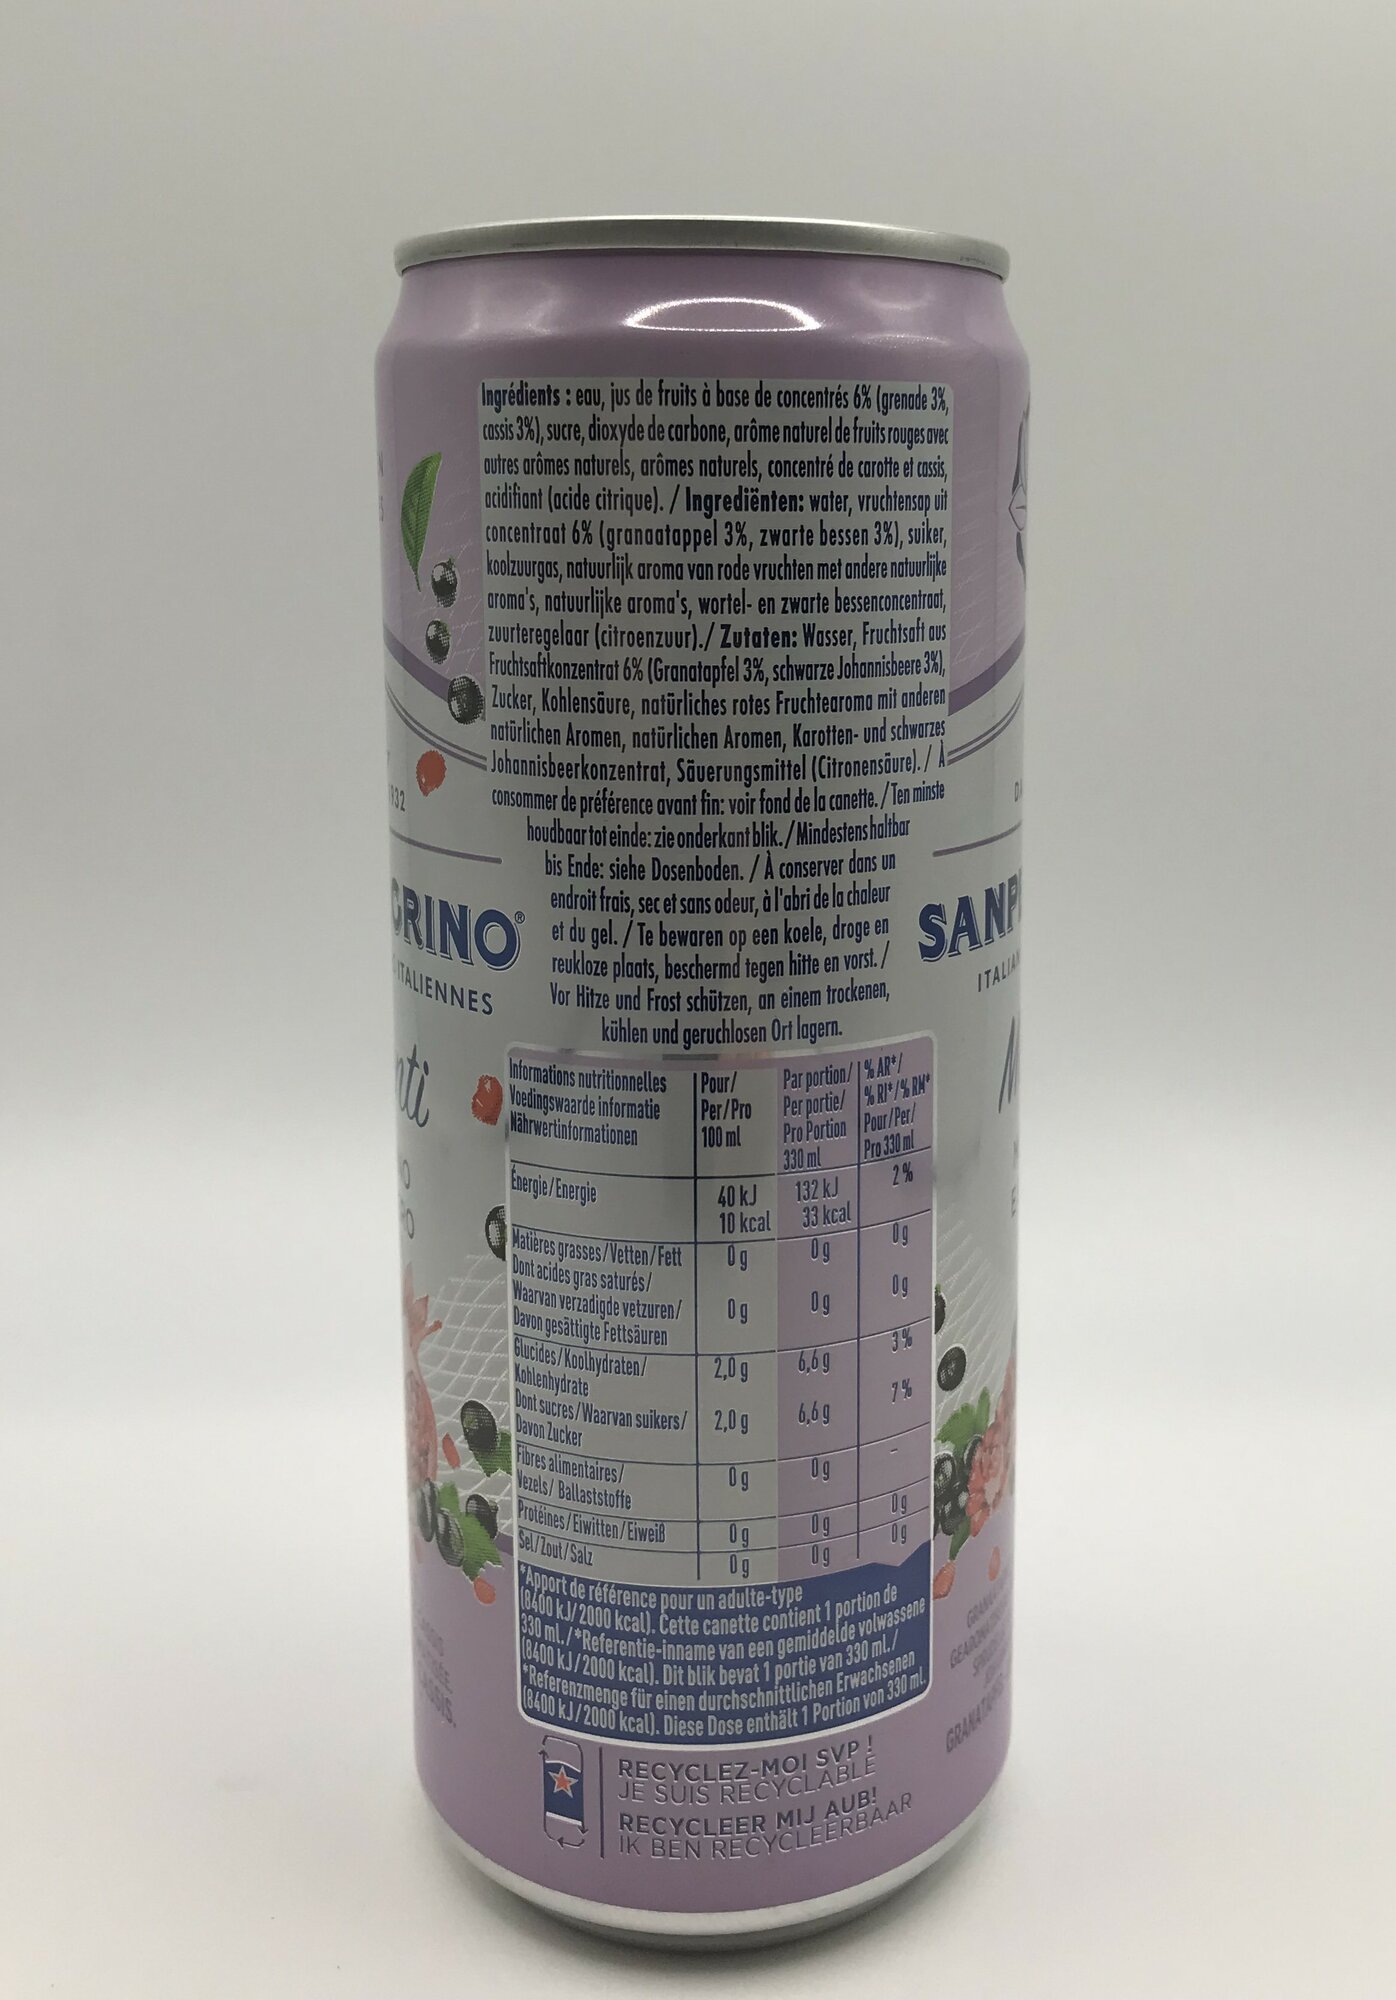 Ingrédients : eau, jus de fruits à base de concentrés 6% (grenade 3%,
cassis 3%), sucre, dioxyde de carbone, arôme naturel de fruits rouges avec
autres arômes naturels, arômes naturels, concentré de carotte et cassis,
acidifiant (acide citrique). / Ingrediënten: water, vruchtensap uit
concentraat 6% (granaatappel 3%, zwarte bessen 3%), suiker,
koolzuurgas, natuurlijk aroma van rode vruchten met andere natuurlijke
aroma's, natuurlijke aroma's, wortel- en zwarte bessenconcentraat,
zuurteregelaar (citroenzuur). / Zutaten: Wasser, Fruchtsaft aus
Fruchtsaftkonzentrat 6% (Granatapfel 3%, schwarze Johannisbeere 3%),
Zucker, Kohlensäure, natürliches rotes Fruchtearoma mit anderen
natürlichen Aromen, natürlichen Aromen, Karotten- und schwarzes
Johannisbeerkonzentrat, Säuerungsmittel (Citronensäure). / À
consommer de préférence avant fin: voir fond de la canette. / Ten minste
houdbaar tot einde: zie onderkant blik. / Mindestens haltbar
bis Ende: siehe Dosenboden. / À conserver dans un
endroit frais, sec et sans odeur, à l'abri de la chaleur
et du gel. / Te bewaren op een koele, droge en
reukloze plaats, beschermd tegen hitte en vorst. /
Vor Hitze und Frost schützen, an einem trockenen,
kühlen und geruchlosen Ort lagern.
932
GRINO®
ITALIENNES
nti
SANP
ITALIAN
M
Informations nutritionnelles
Voedingswaarde informatie
Nährwertinformationen
Pour/
Per/Pro
100 ml
Par portion/
Per portie/
Pro Portion
330 ml
% AR*/
% RI*/% RM*
Pour/Per/
Pro 330 ml
Énergie/Energie 40 kJ 132 kJ 2 %
10 kcal 33 kcal
Matières grasses/Vetten/Fett 0 g 0 g 0 g
Dont acides gras saturés/
Waarvan verzadigde vetzuren/ 0 g 0 g 0 g
Davon gesättigte Fettsäuren
Glucides/Koolhydraten/ 2,0 g 6,6 g 3 %
Kohlenhydrate
Dont sucres/Waarvan suikers/ 2,0 g 6,6 g 7 %
Davon Zucker
Fibres alimentaires/ 0 g 0 g -
Vezels/ Ballaststoffe
Protéines/Eiwitten/Eiweiß 0 g 0 g 0 g
Sel/Zout/Salz 0 g 0 g 0 g
*Apport de référence pour un adulte-type
(8400 kJ/2000 kcal). Cette canette contient 1 portion de
330 ml./*Referentie-inname van een gemiddelde volwassene
(8400 kJ/2000 kcal). Dit blik bevat 1 portie van 330 ml./
*Referenzmenge für einen durchschnittlichen Erwachsenen
(8400 kJ/2000 kcal). Diese Dose enthält 1 Portion von 330 ml.
RECYCLEZ-MOI SVP !
JE SUIS RECYCLABLE
RECYCLEER MIJ AUB!
IK BEN RECYCLEERBAAR